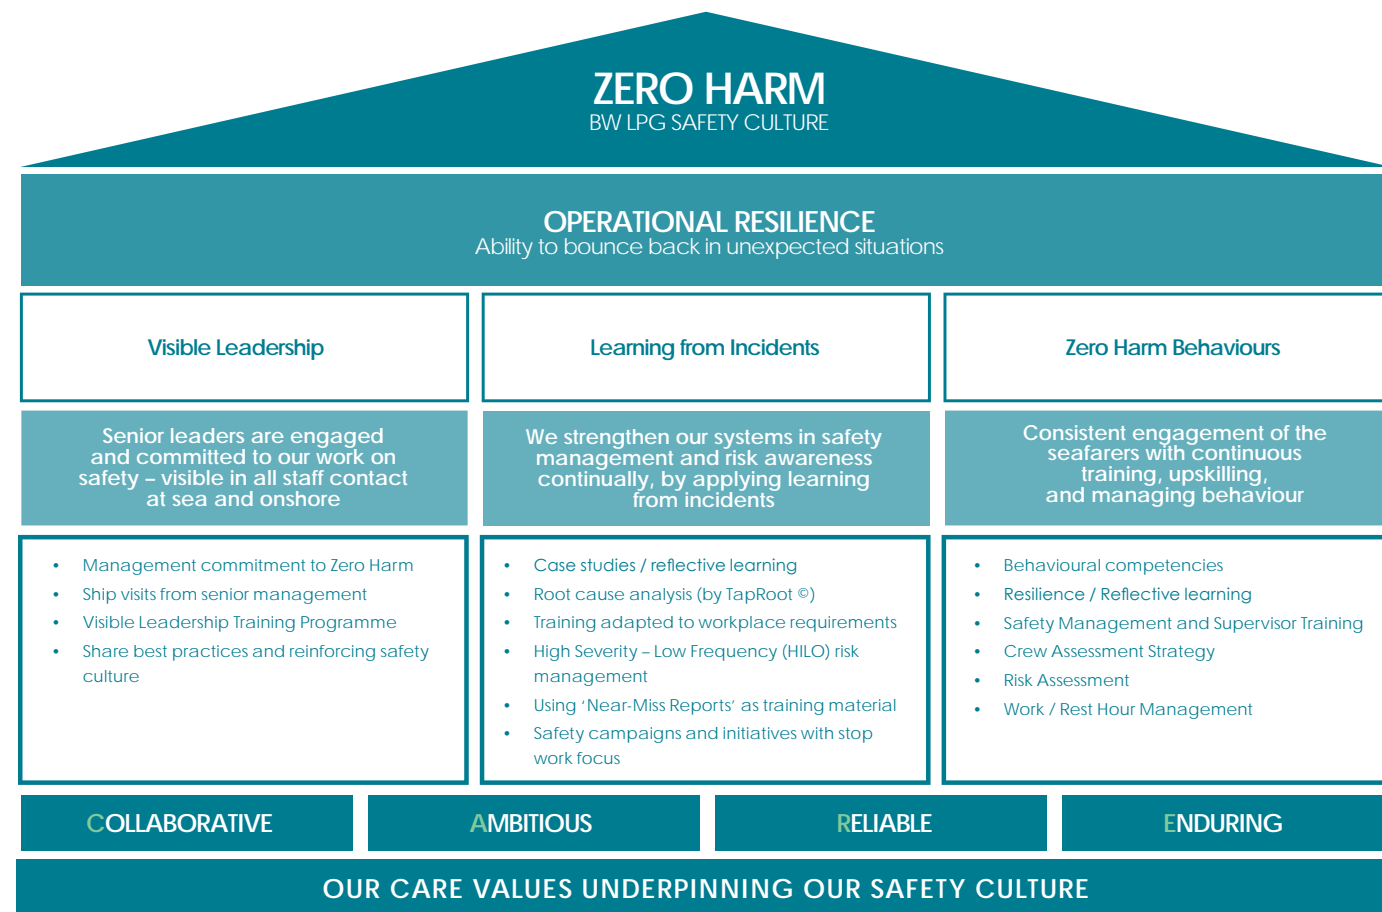 ZERO HARM
BW LPG SAFETY CULTURE
OPERATIONAL RESILIENCE
Ability to bounce back in unexpected situations
Visible Leadership
Senior leaders are engaged
and committed to our work on
safety – visible in all staff contact
at sea and onshore
• Management commitment to Zero Harm
• Ship visits from senior management
• Visible Leadership Training Programme
• Share best practices and reinforcing safety
culture
Learning from Incidents
We strengthen our systems in safety
management and risk awareness
continually, by applying learning
from incidents
• Case studies / reflective learning
• Root cause analysis (by TapRoot ©)
• Training adapted to workplace requirements
• High Severity – Low Frequency (HILO) risk
management
• Using ‘Near-Miss Reports’ as training material
• Safety campaigns and initiatives with stop
work focus
Zero Harm Behaviours
Consistent engagement of the
seafarers with continuous
training, upskilling,
and managing behaviour
• Behavioural competencies
• Resilience / Reflective learning
• Safety Management and Supervisor Training
• Crew Assessment Strategy
• Risk Assessment
• Work / Rest Hour Management
COLLABORATIVE
AMBITIOUS
RELIABLE
ENDURING
OUR CARE VALUES UNDERPINNING OUR SAFETY CULTURE